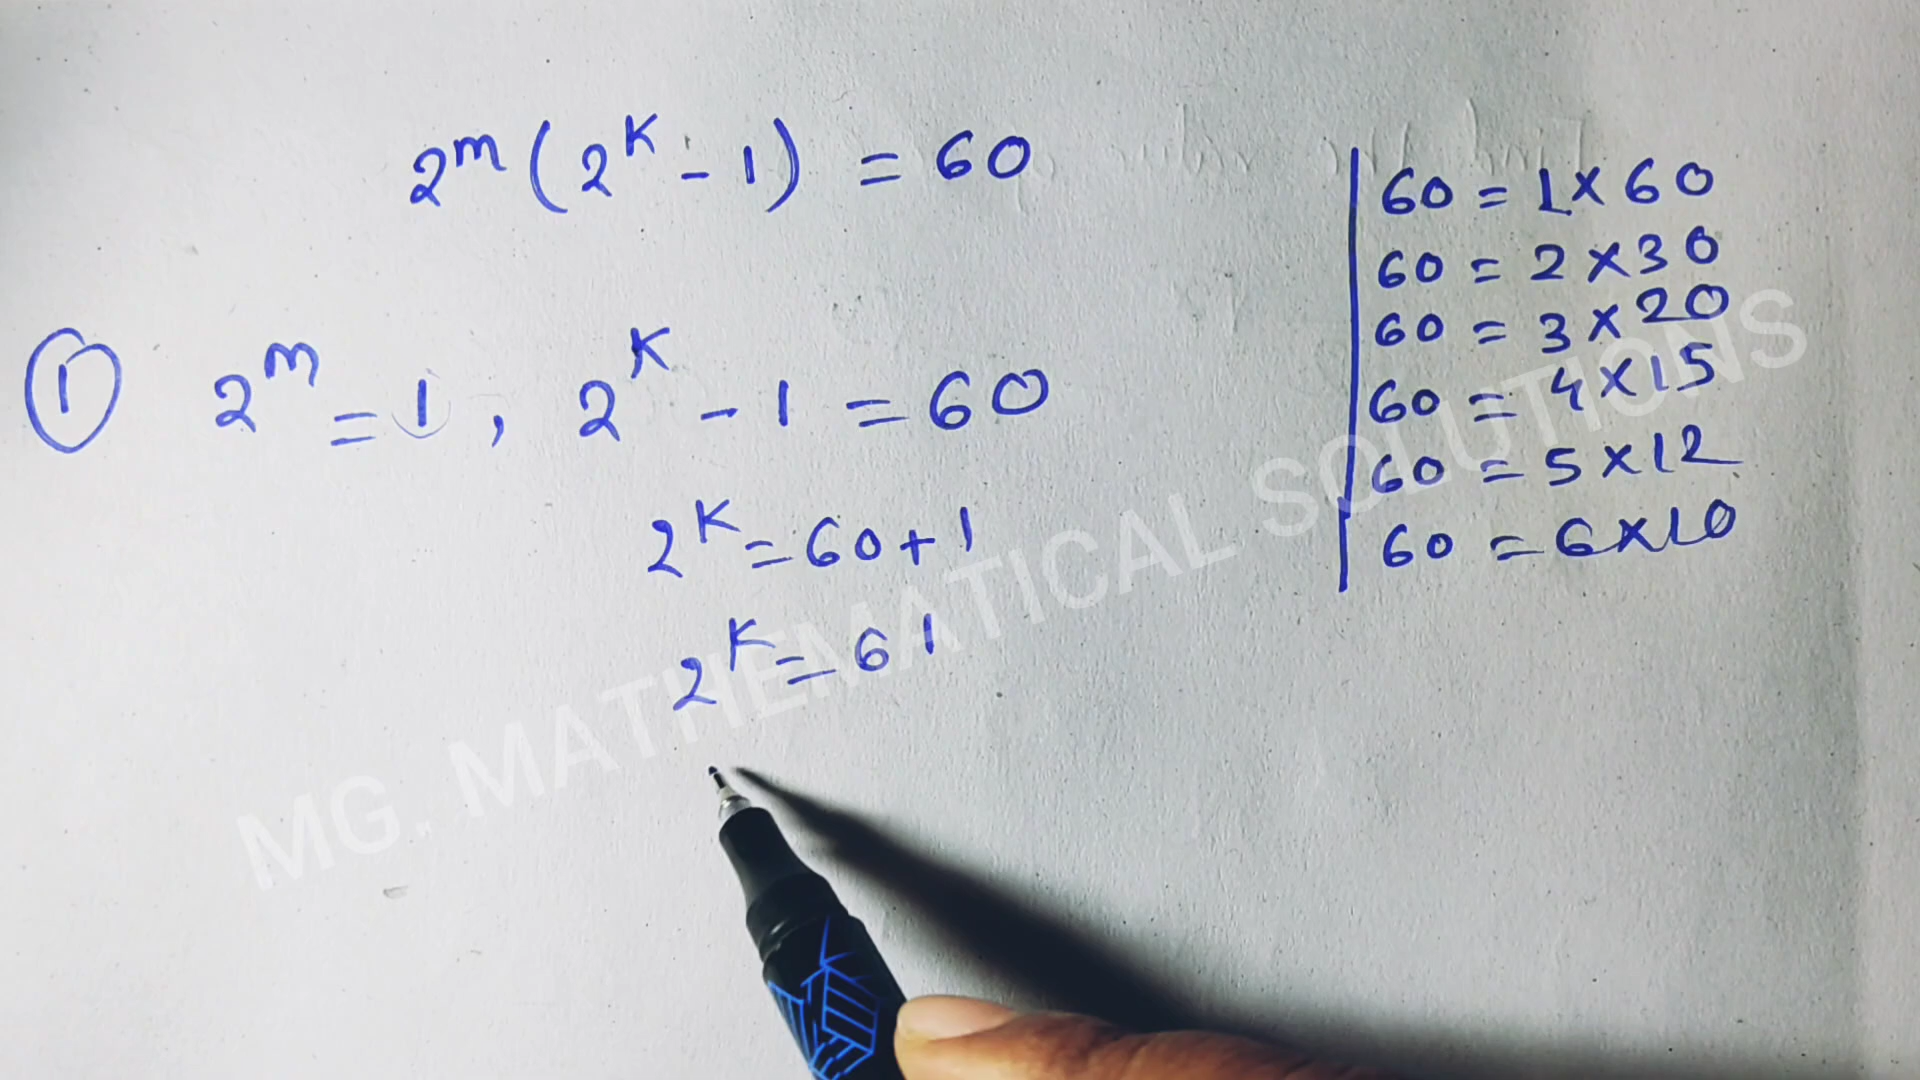 2^m (2^K - 1) = 60
① 2^m = 1, 2^K - 1 = 60
2^K = 60 + 1
2^K = 61
60 = 1 × 60
60 = 2 × 30
60 = 3 × 20
60 = 4 × 15
60 = 5 × 12
60 = 6 × 10
MG. MATHEMATICAL SOLUTIONS